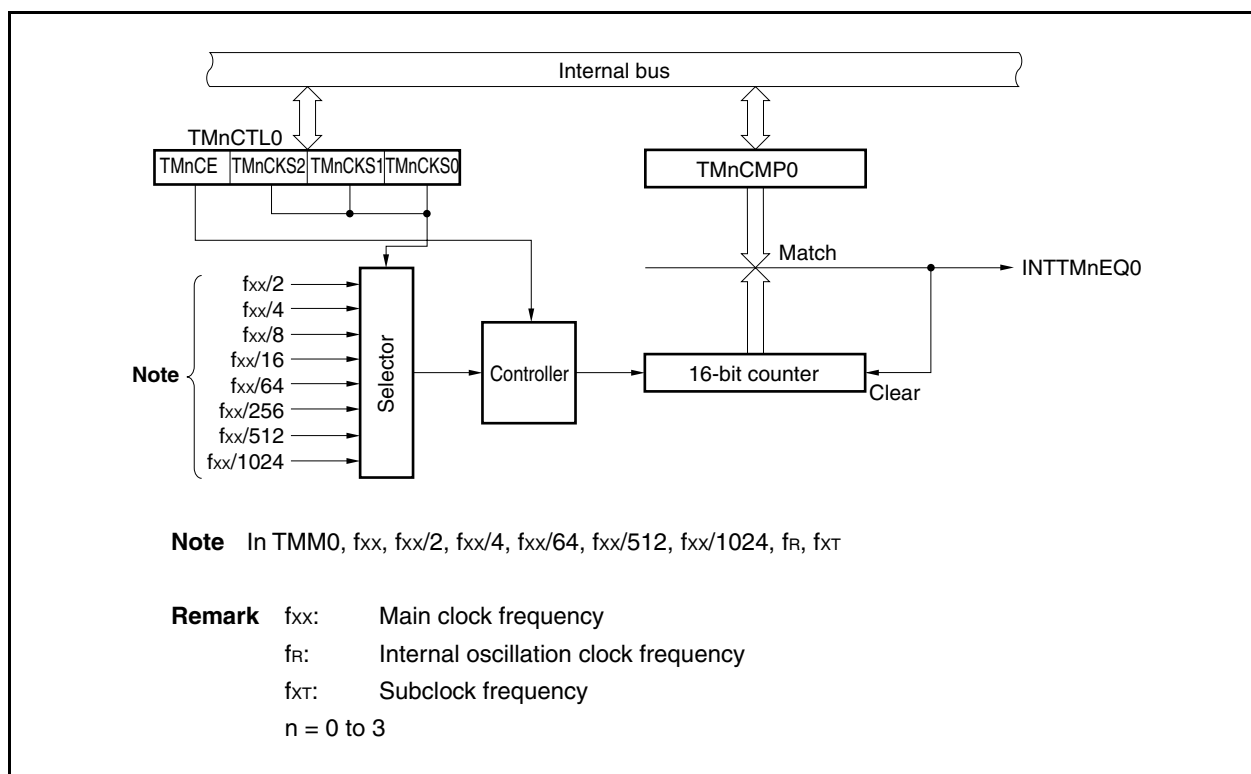 Internal bus
TMnCTL0
TMnCE TMnCKS2 TMnCKS1 TMnCKS0
TMnCMP0
Match
INTTMnEQ0
fxx/2
fxx/4
fxx/8
fxx/16
fxx/64
fxx/256
fxx/512
fxx/1024
Note
Selector
Controller
16-bit counter
Clear
Note In TMM0, fxx, fxx/2, fxx/4, fxx/64, fxx/512, fxx/1024, fR, fXT
Remark fxx: Main clock frequency
fR: Internal oscillation clock frequency
fXT: Subclock frequency
n = 0 to 3